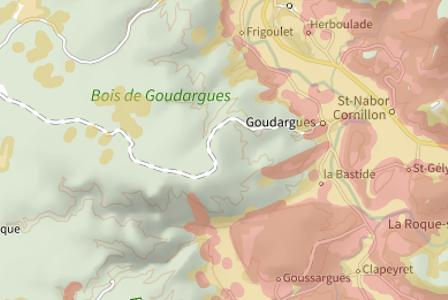 Herboulade
Frigoulet
Bois de Goudargues
St-Nabor
Cornillon
Goudargues
St-Gély
la Bastide
La Roque-s
que
Clapeyret
Goussargues